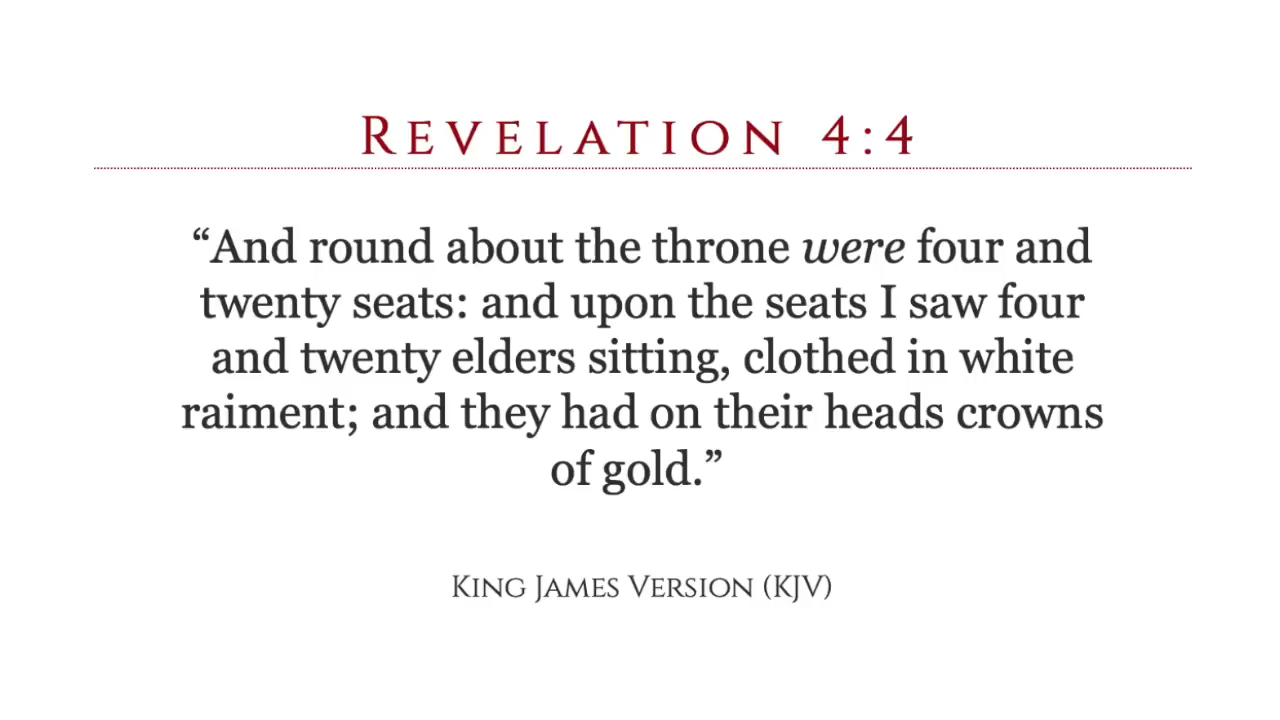 Revelation 4:4
“And round about the throne were four and
twenty seats: and upon the seats I saw four
and twenty elders sitting, clothed in white
raiment; and they had on their heads crowns
of gold.”
King James Version (KJV)